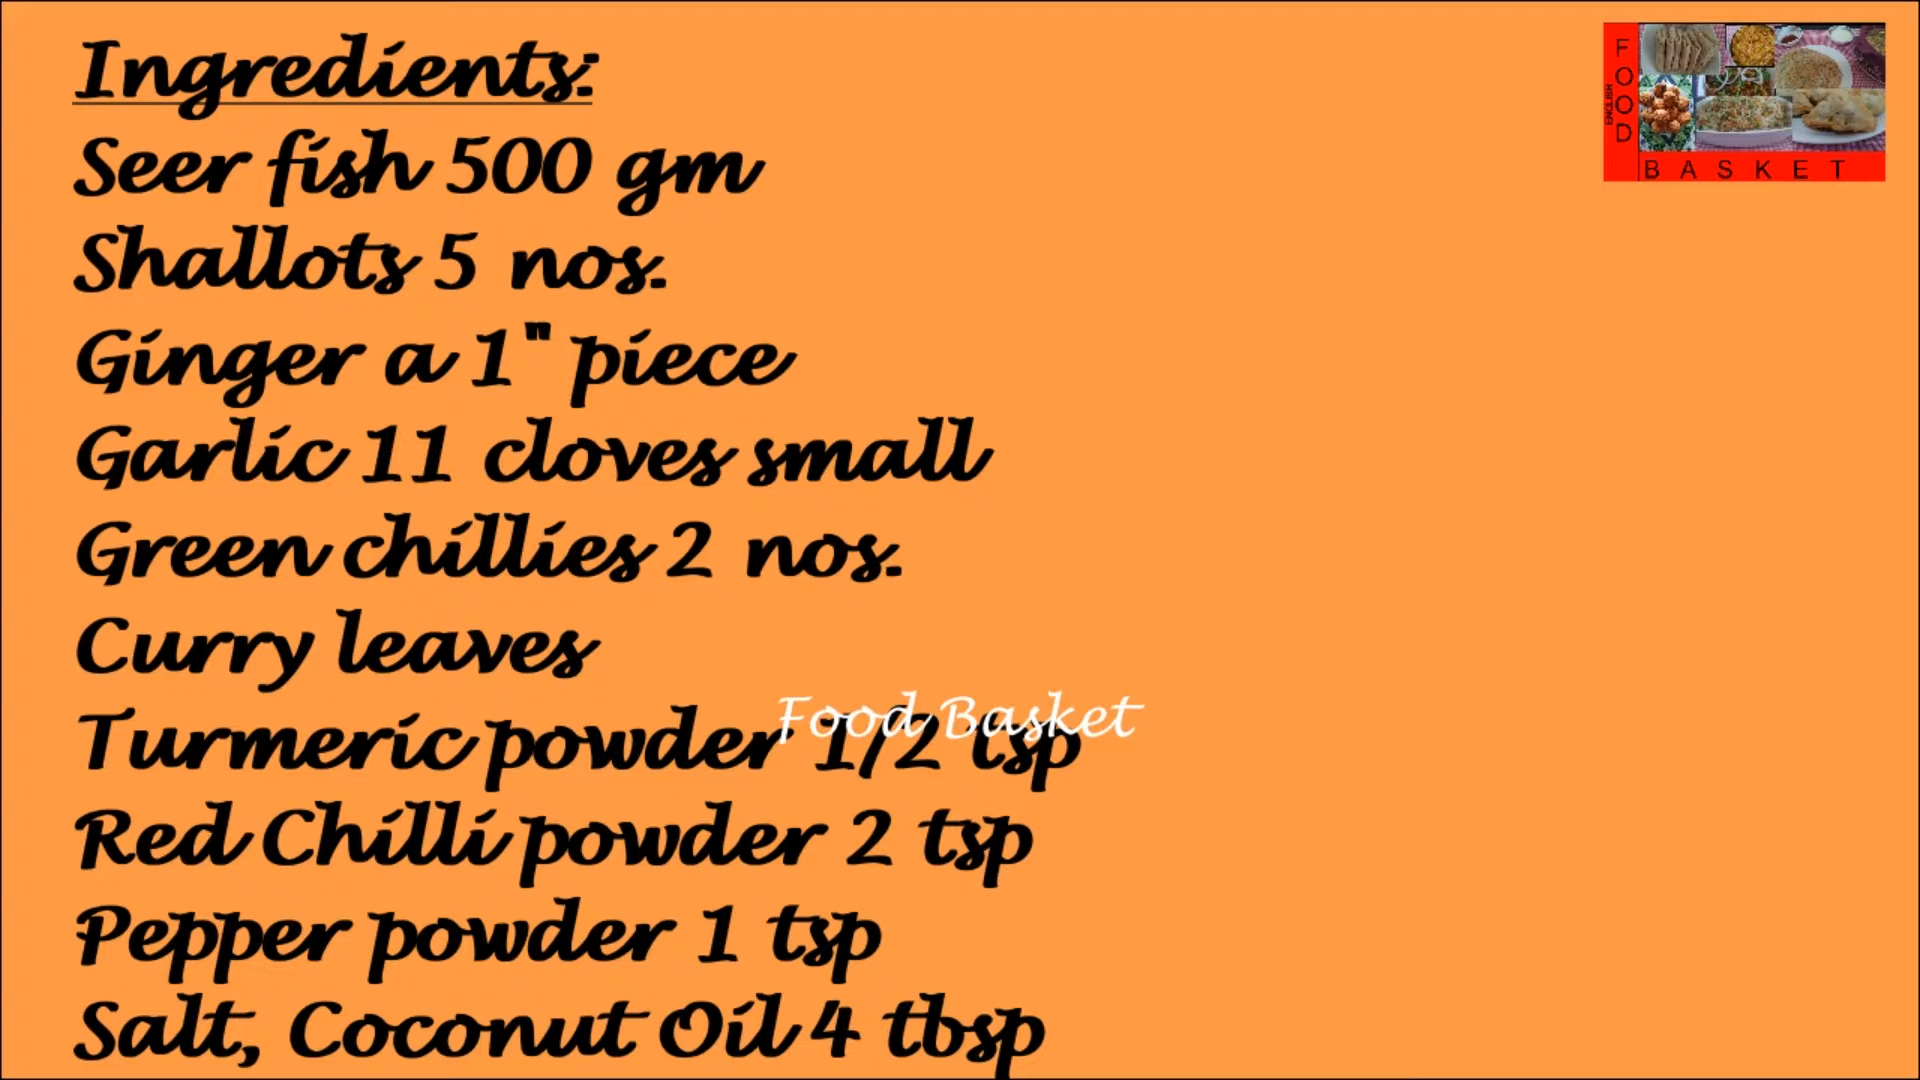 Ingredients:
Seer fish 500 gm
Shallots 5 nos.
Ginger a 1" piece
Garlic 11 cloves small
Green chillies 2 nos.
Curry leaves
Turmeric powder 1/2 tsp
Food Basket
Red Chilli powder 2 tsp
Pepper powder 1 tsp
Salt, Coconut Oil 4 tbsp
FOOD
ENGLISH
BASKET